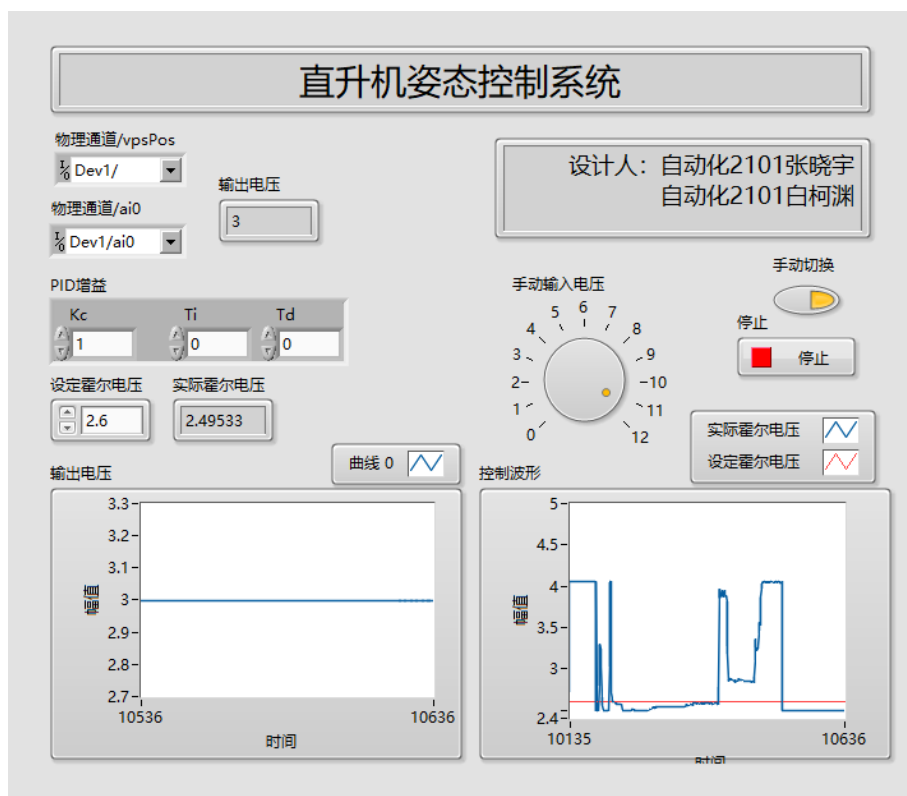 直升机姿态控制系统
物理通道/vpsPos
Dev1/
物理通道/ai0
Dev1/ai0
输出电压
3
设计人：自动化2101张晓宇
自动化2101白柯渊
PID增益
Kc
Ti
Td
1
0
0
设定霍尔电压
实际霍尔电压
2.6
2.49533
手动输入电压
0
1
2
3
4
5
6
7
8
9
10
11
12
手动切换
停止
停止
实际霍尔电压
设定霍尔电压
输出电压
曲线 0
3.3
3.2
3.1
3
2.9
2.8
2.7
幅值
10536
10636
时间
控制波形
5
4.5
4
3.5
3
2.4
幅值
10135
10636
时间